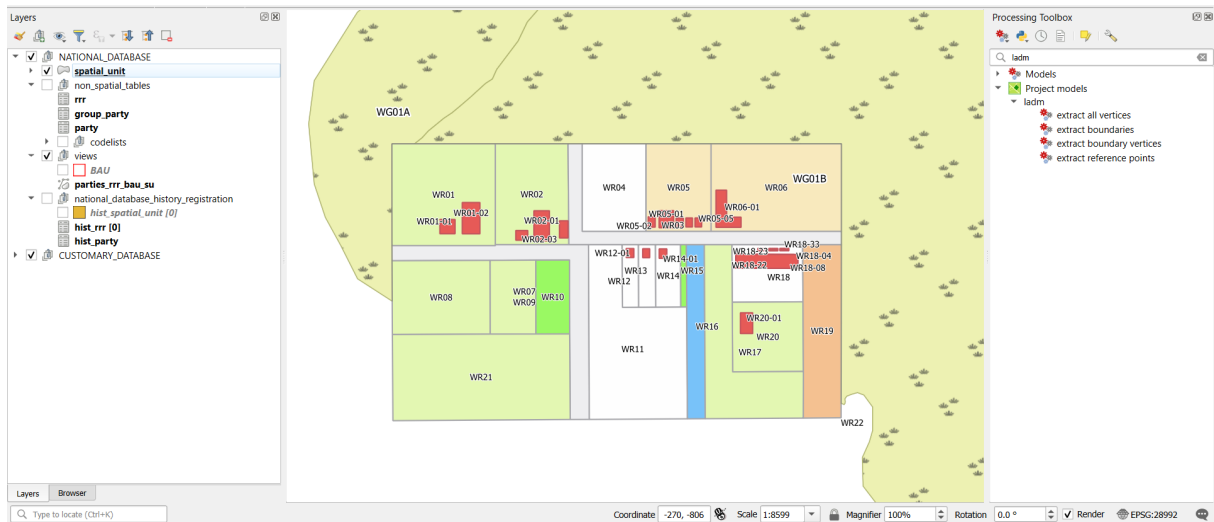 Layers
NATIONAL_DATABASE
spatial_unit
non_spatial_tables
rrr
group_party
party
codelists
views
BAU
parties_rrr_bau_su
national_database_history_registration
hist_spatial_unit [0]
hist_rrr [0]
hist_party
CUSTOMARY_DATABASE
Layers Browser
Type to locate (Ctrl+K)
WG01A
WG01B
WR01
WR02
WR04
WR05
WR06
WR01-01
WR01-02
WR02-01
WR02-03
WR05-02
WR05-01
WR03
WR05-05
WR06-01
WR12-01
WR13
WR12
WR14-01
WR14
WR15
WR18-23
WR18-22
WR18-33
WR18-04
WR18-08
WR18
WR08
WR07
WR09
WR10
WR11
WR16
WR20-01
WR20
WR17
WR19
WR21
WR22
Processing Toolbox
ladm
Models
Project models
ladm
extract all vertices
extract boundaries
extract boundary vertices
extract reference points
Coordinate -270, -806 Scale 1:8599 Magnifier 100% Rotation 0.0 ° Render EPSG:28992